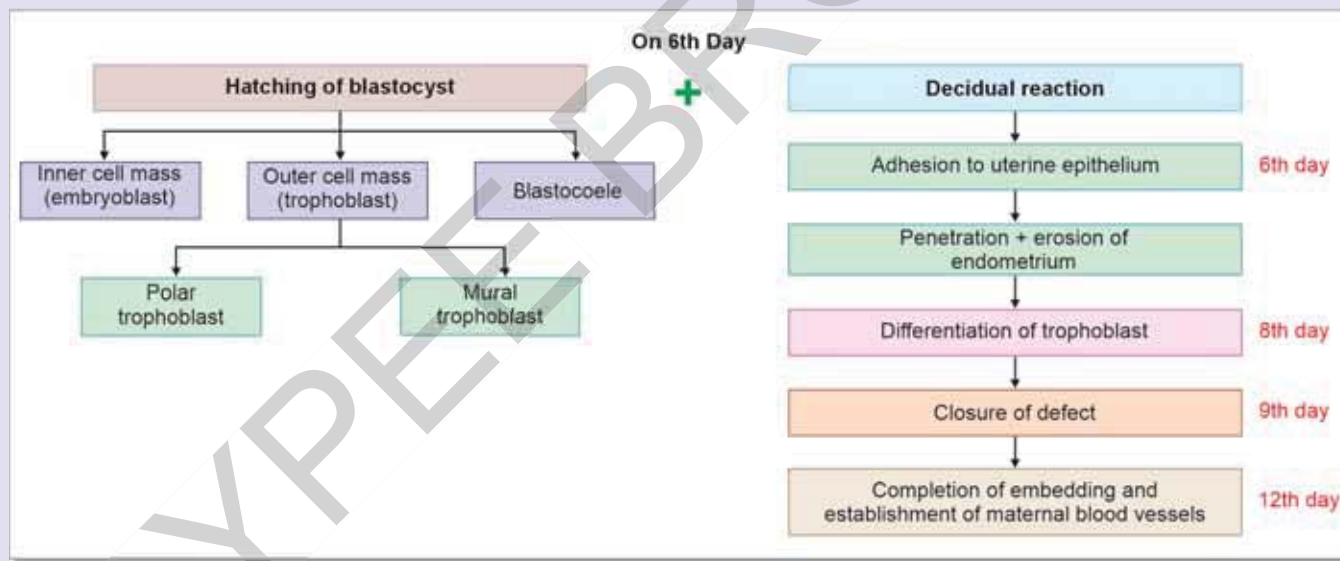 On 6th Day
Hatching of blastocyst
+
Decidual reaction
Inner cell mass
(embryoblast)
Outer cell mass
(trophoblast)
Blastocoele
Polar
trophoblast
Mural
trophoblast
Adhesion to uterine epithelium
6th day
Penetration + erosion of
endometrium
Differentiation of trophoblast
8th day
Closure of defect
9th day
Completion of embedding and
establishment of maternal blood vessels
12th day
YPEE BR